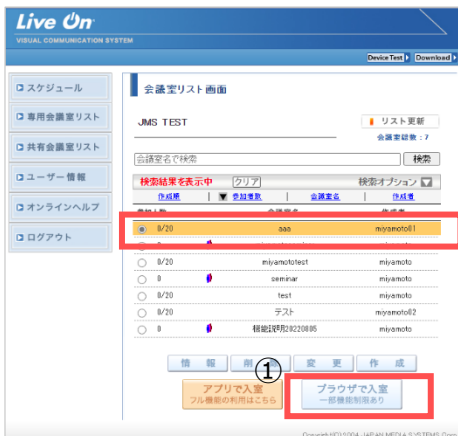 Live On
VISUAL COMMUNICATION SYSTEM
Device Test Download
スケジュール
専用会議室リスト
共有会議室リスト
ユーザー情報
オンラインヘルプ
ログアウト
会議室リスト画面
JMS TEST
リスト更新
会議室総数：7
会議室名で検索 検索
検索結果を表示中 クリア 検索オプション
作成順 | ▼ 参加者数 | 会議室名 | 作成者
0/20 aaa miyamoto01
0/20 miyamototest miyamoto
0 seminar miyamoto
0/20 test miyamoto
0/20 テスト miyamoto02
0 機能説明20220805 miyamoto
情 報 削 変 更 作 成
①
アプリで入室
フル機能の利用はこちら
ブラウザで入室
一部機能制限あり